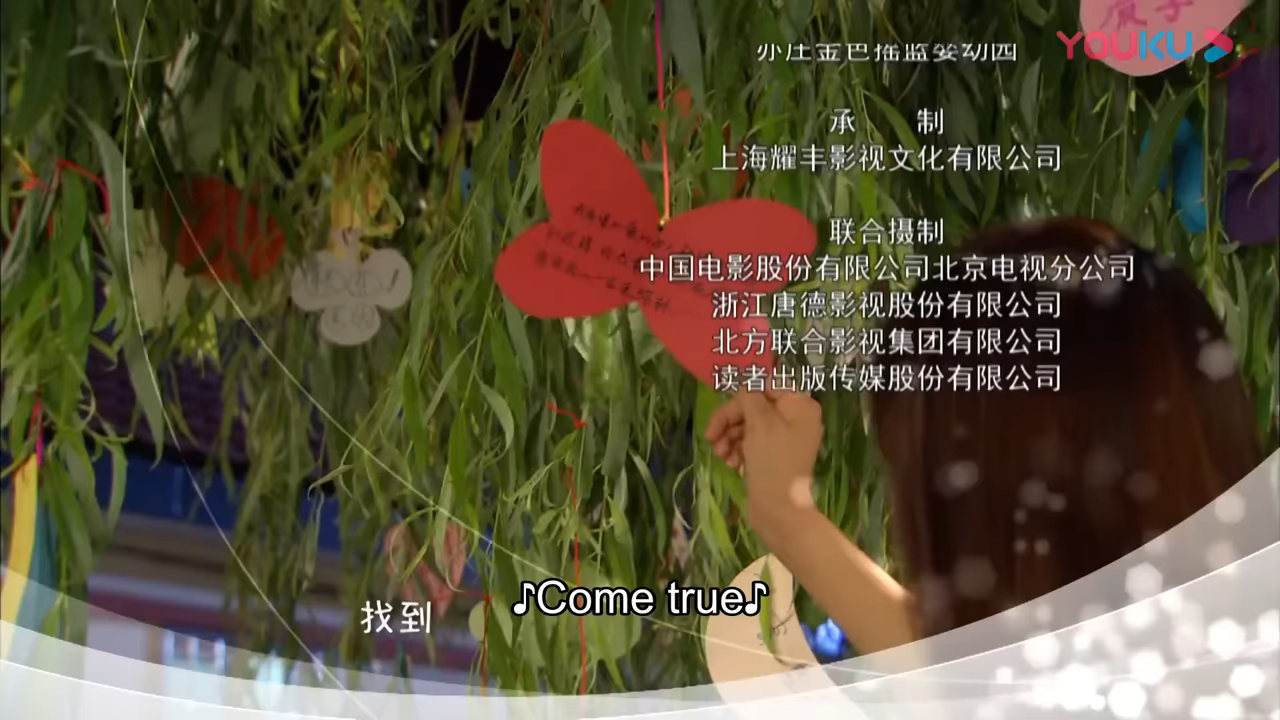 YOUKU
承 制
上海耀丰影视文化有限公司
联合摄制
中国电影股份有限公司北京电视分公司
浙江唐德影视股份有限公司
北方联合影视集团有限公司
读者出版传媒股份有限公司
♪Come true♪
找到